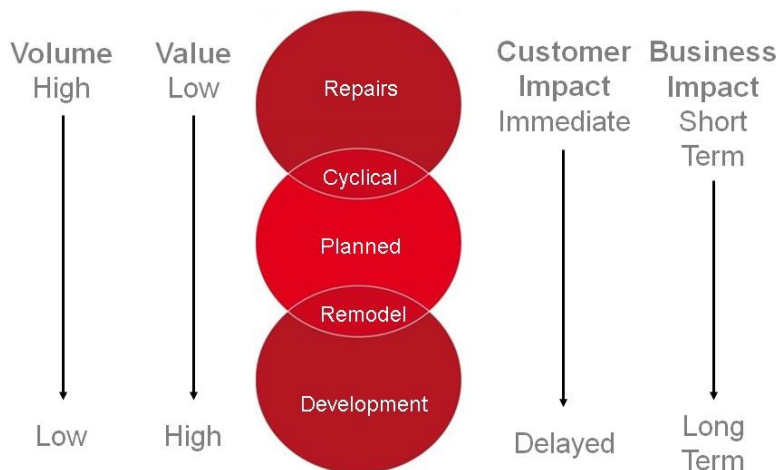 Volume
High
Low
Value
Low
High
Repairs
Cyclical
Planned
Remodel
Development
Customer
Impact
Immediate
Delayed
Business
Impact
Short
Term
Long
Term